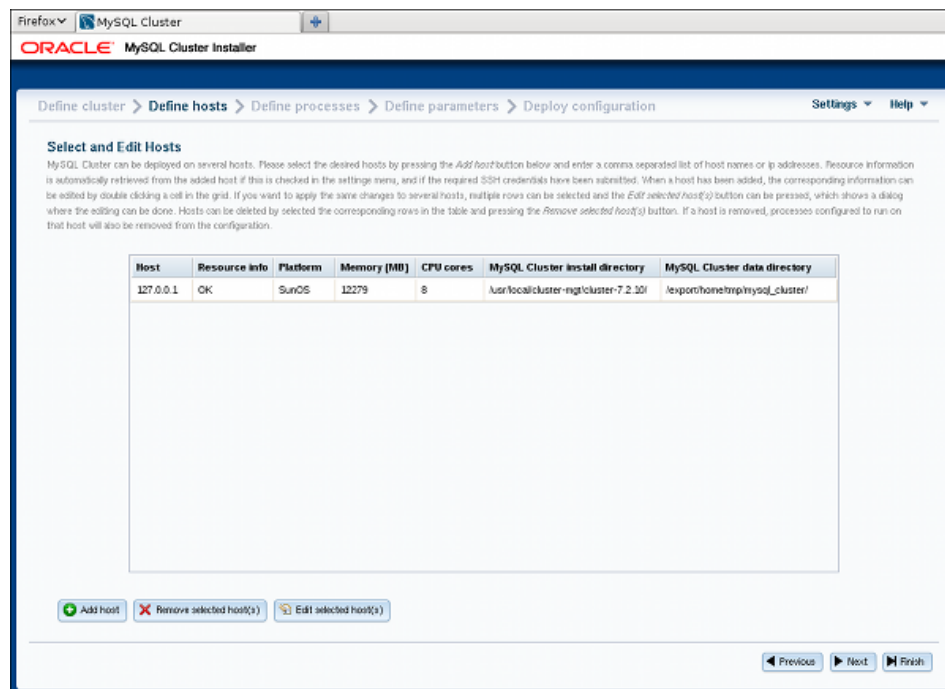 Firefox MySQL Cluster
ORACLE MySQL Cluster Installer
Define cluster > Define hosts > Define processes > Define parameters > Deploy configuration Settings Help
Select and Edit Hosts
MySQL Cluster can be deployed on several hosts. Please select the desired hosts by pressing the Add host button below and enter a comma separated list of host names or ip addresses. Resource information
is automatically retrieved from the added host if this is checked in the settings menu, and if the required SSH credentials have been submitted. When a host has been added, the corresponding information can
be edited by double clicking a cell in the grid. If you want to apply the same changes to several hosts, multiple rows can be selected and the Edit selected host(s) button can be pressed, which shows a dialog
where the editing can be done. Hosts can be deleted by selected the corresponding rows in the table and pressing the Remove selected host(s) button. If a host is removed, processes configured to run on
that host will also be removed from the configuration.
Host Resource info Platform Memory (MB) CPU cores MySQL Cluster install directory MySQL Cluster data directory
127.0.0.1 OK SunOS 12279 8 /usr/local/cluster-mgt/cluster-7.2.10/ /export/home/tmp/mysql_cluster/
Add host Remove selected host(s) Edit selected host(s)
Previous Next Finish